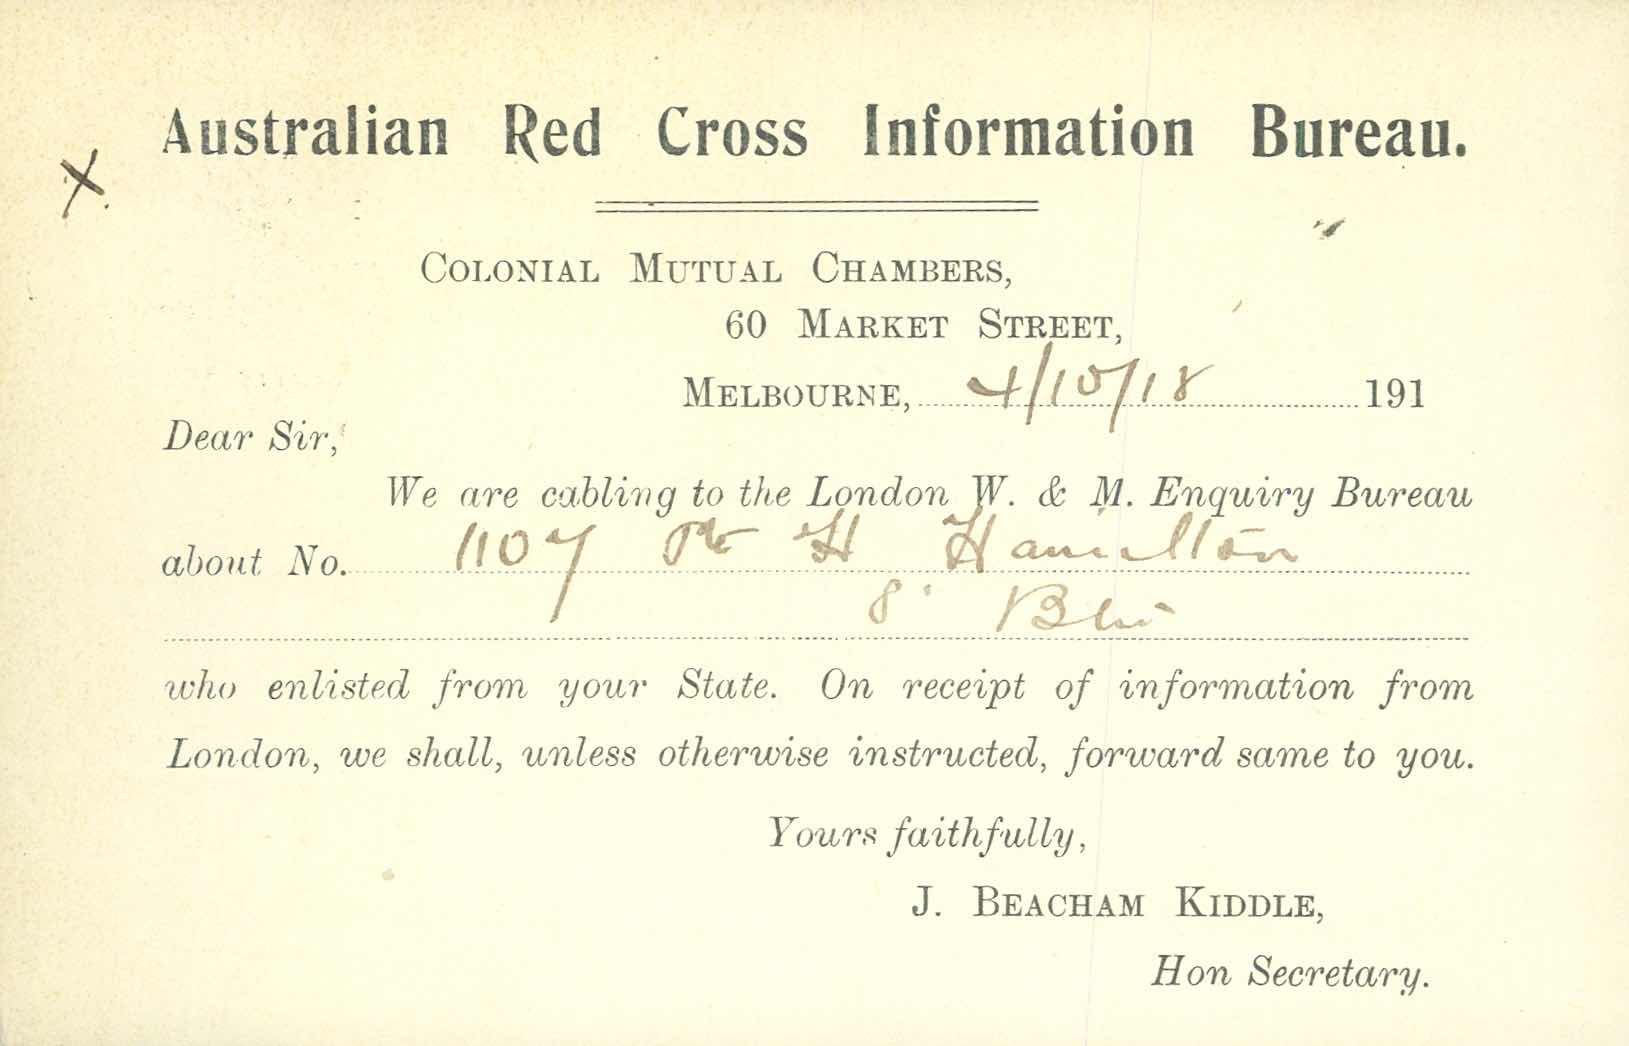 Australian Red Cross Information Bureau.
X.
COLONIAL MUTUAL CHAMBERS,
60 MARKET STREET,
MELBOURNE, 4/10/18 191
Dear Sir,
We are cabling to the London W. & M. Enquiry Bureau
about No. 1107 Pte H Hamilton
8. Btn
who enlisted from your State. On receipt of information from
London, we shall, unless otherwise instructed, forward same to you.
Yours faithfully,
J. BEACHAM KIDDLE,
Hon Secretary.